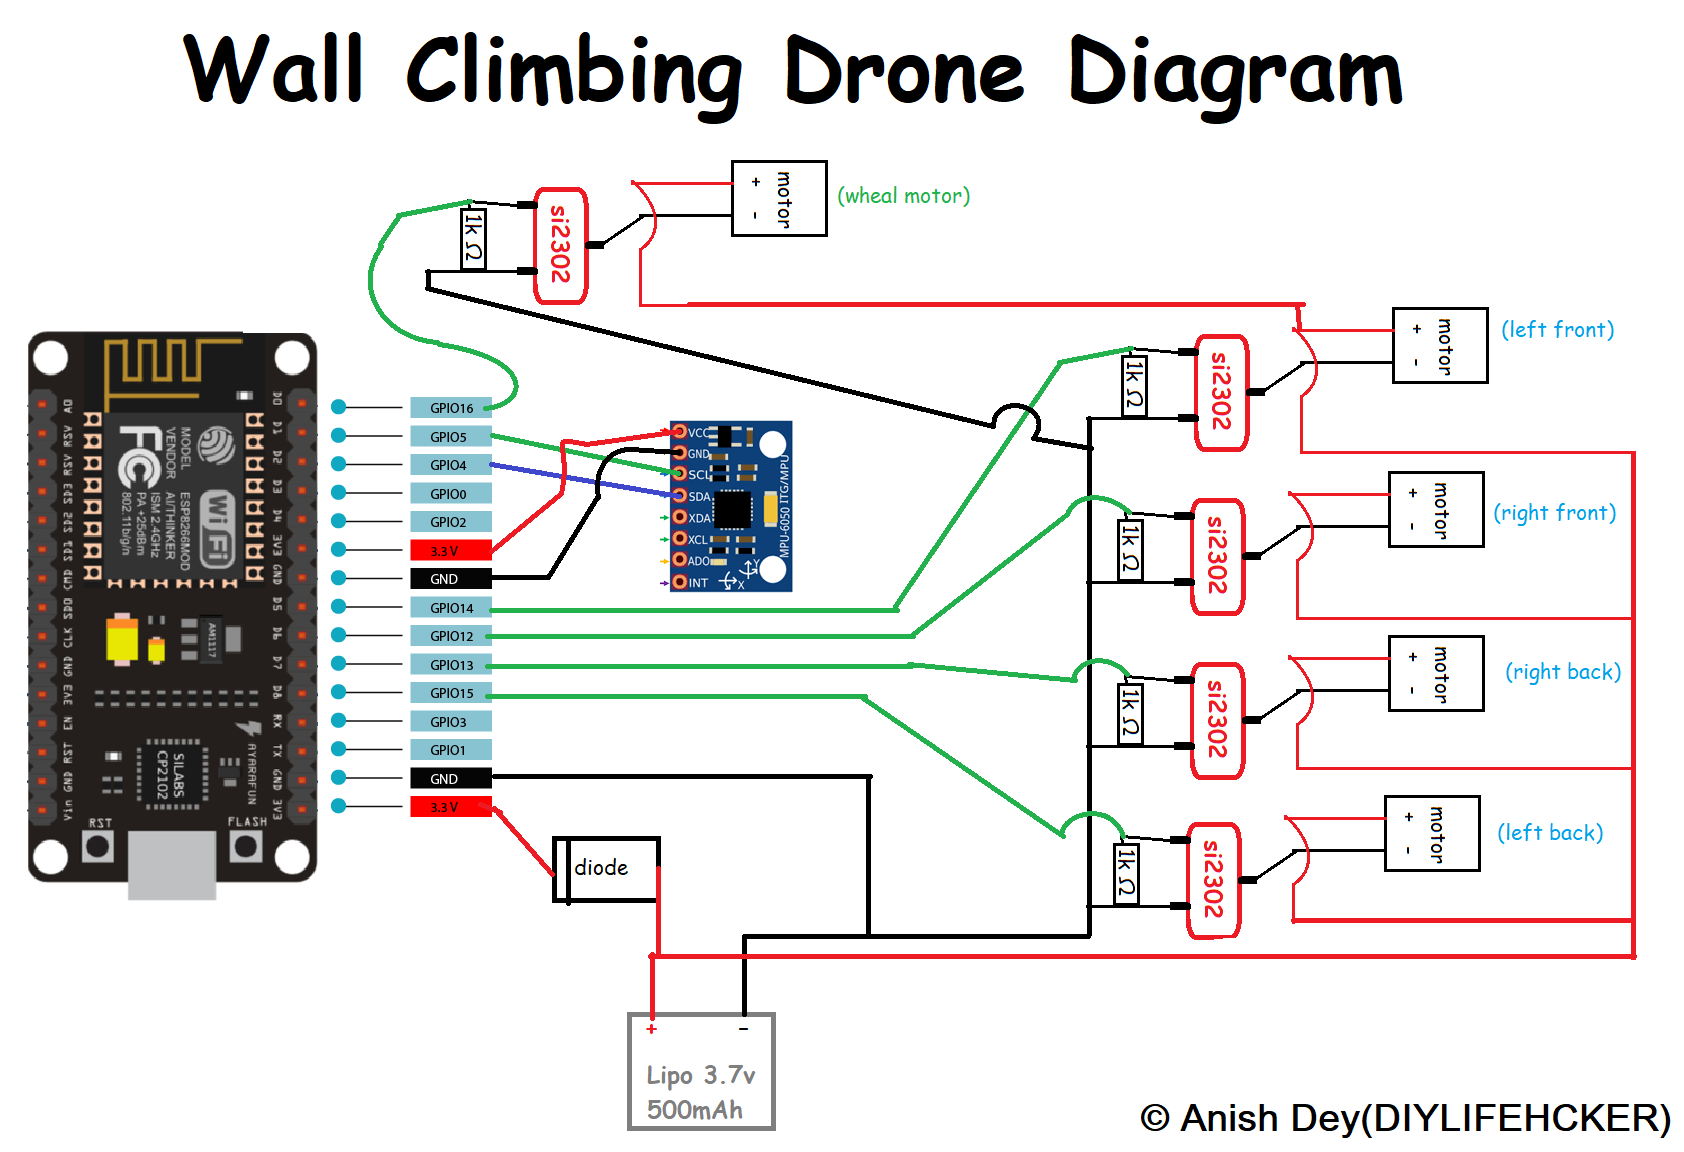 Wall Climbing Drone Diagram
+
-
motor
(wheal motor)
1k Ω
si2302
+
-
motor
(left front)
1k Ω
si2302
+
-
motor
(right front)
1k Ω
si2302
+
-
motor
(right back)
1k Ω
si2302
+
-
motor
(left back)
1k Ω
si2302
A0
RSV
RSV
SD3
SD2
SD1
CMD
SD0
CLK
GND
3V3
EN
RST
GND
Vin
D0
D1
D2
D3
D4
3V3
GND
D5
D6
D7
D8
RX
TX
GND
3V3
MODEL
VENDOR
ESP8266MOD
AI/THINKER
ISM 2.4GHz
PA +25dBm
802.11b/g/n
FC
WiFi
AM1117
SILABS
CP2102
AYARAFUN
RST
FLASH
GPIO16
GPIO5
GPIO4
GPIO0
GPIO2
3.3 V
GND
GPIO14
GPIO12
GPIO13
GPIO15
GPIO3
GPIO1
GND
3.3 V
VCC
GND
SCL
SDA
XDA
XCL
ADO
INT
MPU-6050 ITG/MPU
Y
X
diode
+
-
Lipo 3.7v
500mAh
© Anish Dey(DIYLIFEHCKER)